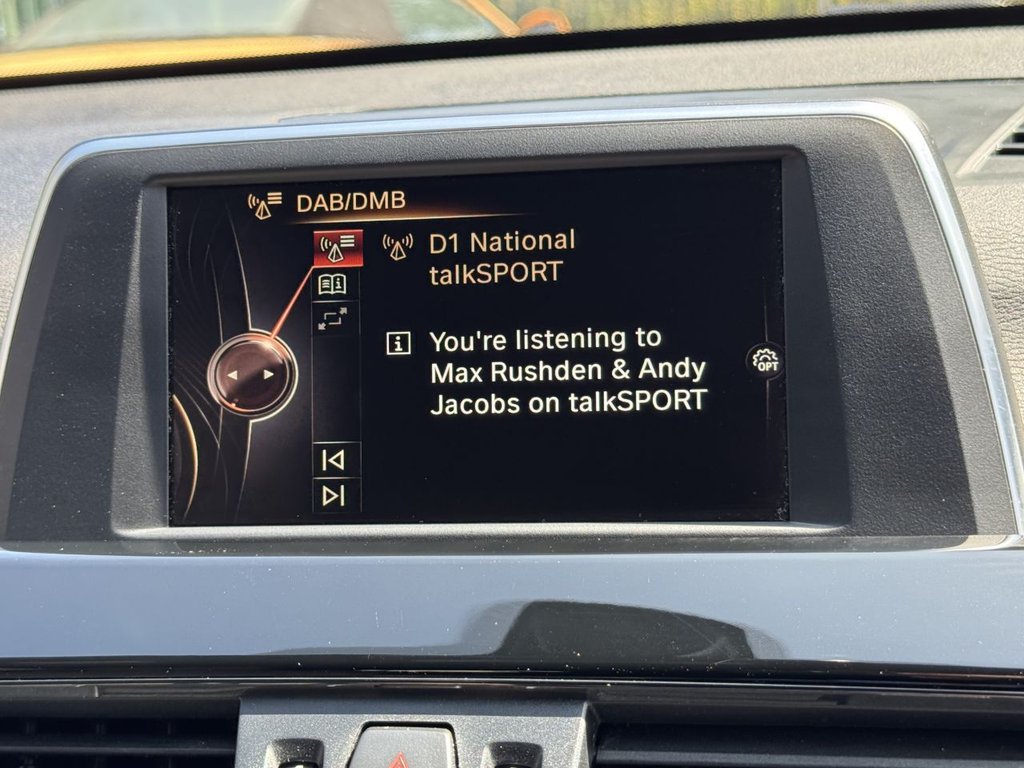 DAB/DMB
D1 National
talkSPORT
i
You're listening to
Max Rushden & Andy
Jacobs on talkSPORT
OPT